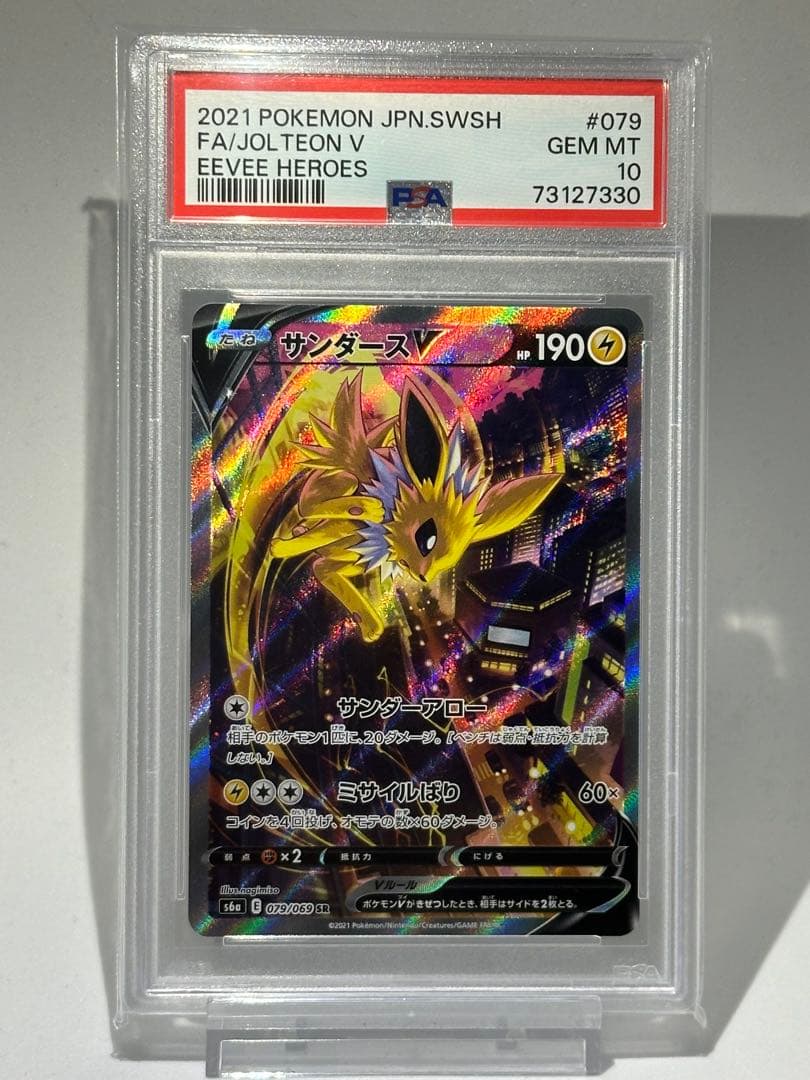 2021 POKEMON JPN.SWSH #079
FA/JOLTEON V GEM MT
EEVEE HEROES 10
PSA 73127330
たね サンダースV HP 190
サンダーアロー
相手のポケモン1匹に、20ダメージ。[ベンチは弱点・抵抗力を計算
しない。]
ミサイルばり 60×
コインを4回投げ、オモテの数×60ダメージ。
弱点 ×2 抵抗力 にげる
Illus.nagimiso
Vルール
s6a E 079/069 SR ポケモンVがきぜつしたとき、相手はサイドを2枚とる。
©2021 Pokémon/Nintendo/Creatures/GAME FREAK
PSA